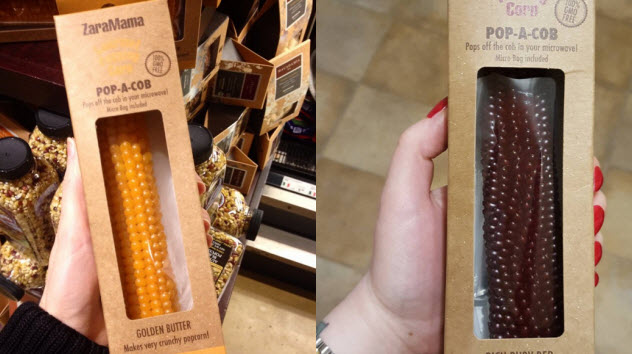 ZaraMama
POP-A-COB
Pops off the cob in your microwave!
Micro Bag included
GOLDEN BUTTER
Makes very crunchy popcorn!
Corn
POP-A-COB
Pops off the cob in your microwave!
Micro Bag included